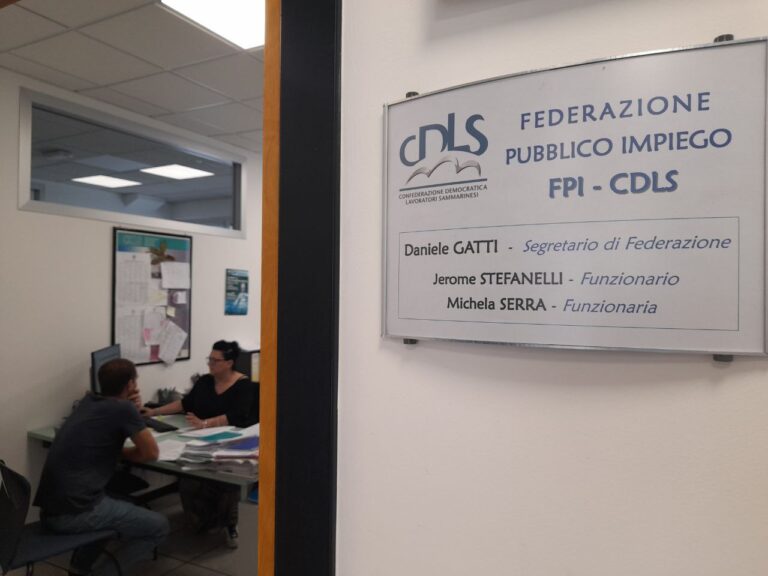 CDLS
CONFEDERAZIONE DEMOCRATICA
LAVORATORI SAMMARINESI
FEDERAZIONE
PUBBLICO IMPIEGO
FPI - CDLS
Daniele GATTI - Segretario di Federazione
Jerome STEFANELLI - Funzionario
Michela SERRA - Funzionaria